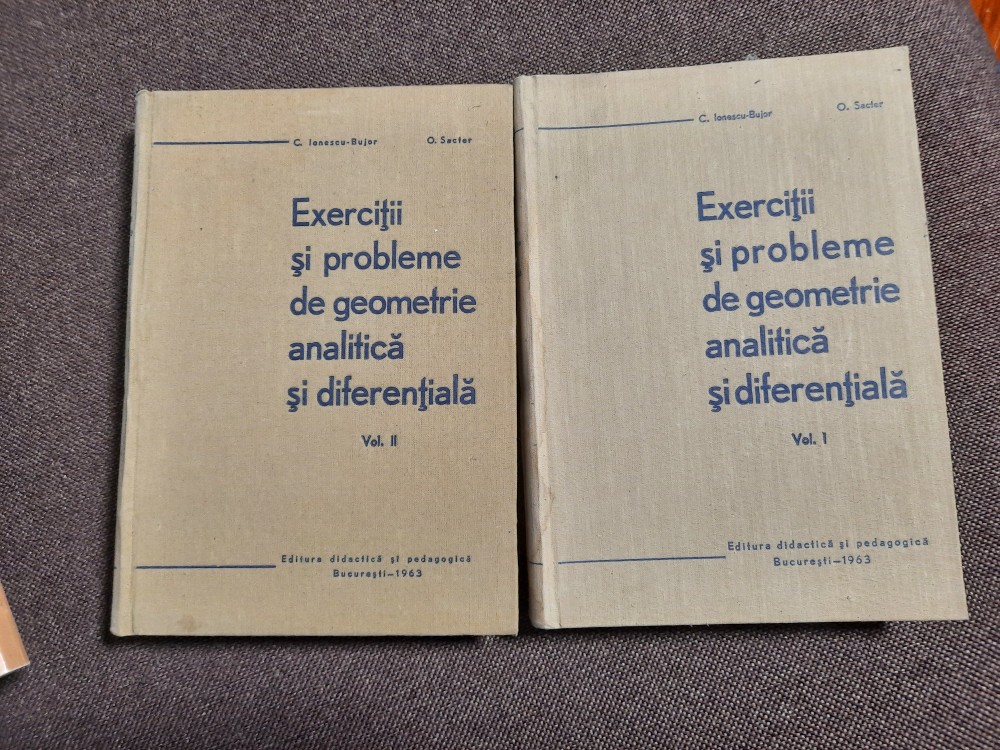 C. Ionescu-Bujor O. Sacter
Exerciţii
şi probleme
de geometrie
analitică
şi diferenţială
Vol. II
Editura didactică şi pedagogică
Bucureşti-1963
C. Ionescu-Bujor O. Sacter
Exerciţii
şi probleme
de geometrie
analitică
şi diferenţială
Vol. I
Editura didactică şi pedagogică
Bucureşti-1963